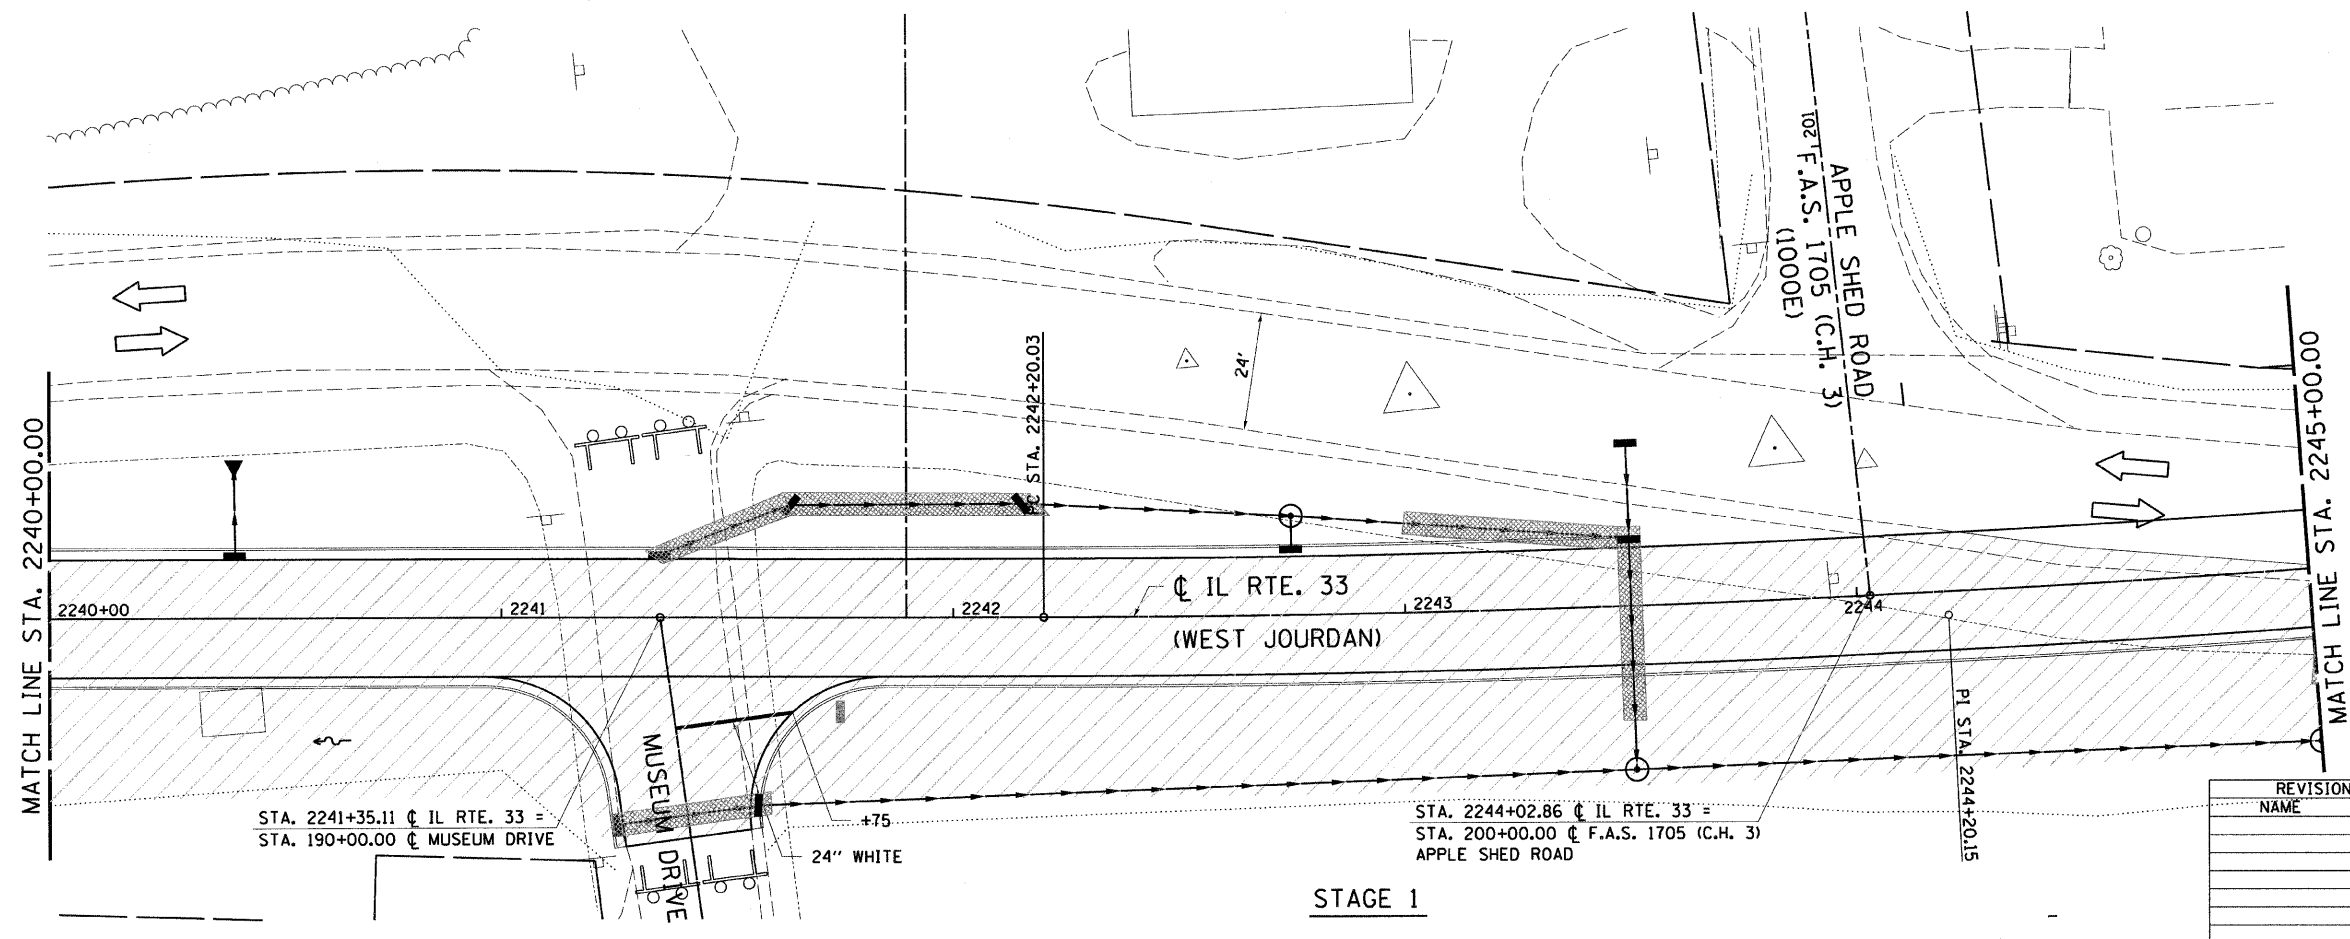 MATCH LINE STA. 2240+00.00
2240+00
2241
2242
2243
2244
℄ IL RTE. 33
(WEST JOURDAN)
PC STA. 2242+20.03
24'
102' F.A.S. 1705 (C.H. 3)
APPLE SHED ROAD
(1000E)
MATCH LINE STA. 2245+00.00
PI STA. 2244+20.15
MUSEUM DRIVE
STA. 2241+35.11 ℄ IL RTE. 33 =
STA. 190+00.00 ℄ MUSEUM DRIVE
+75
24" WHITE
STA. 2244+02.86 ℄ IL RTE. 33 =
STA. 200+00.00 ℄ F.A.S. 1705 (C.H. 3)
APPLE SHED ROAD
STAGE 1
REVISION
NAME